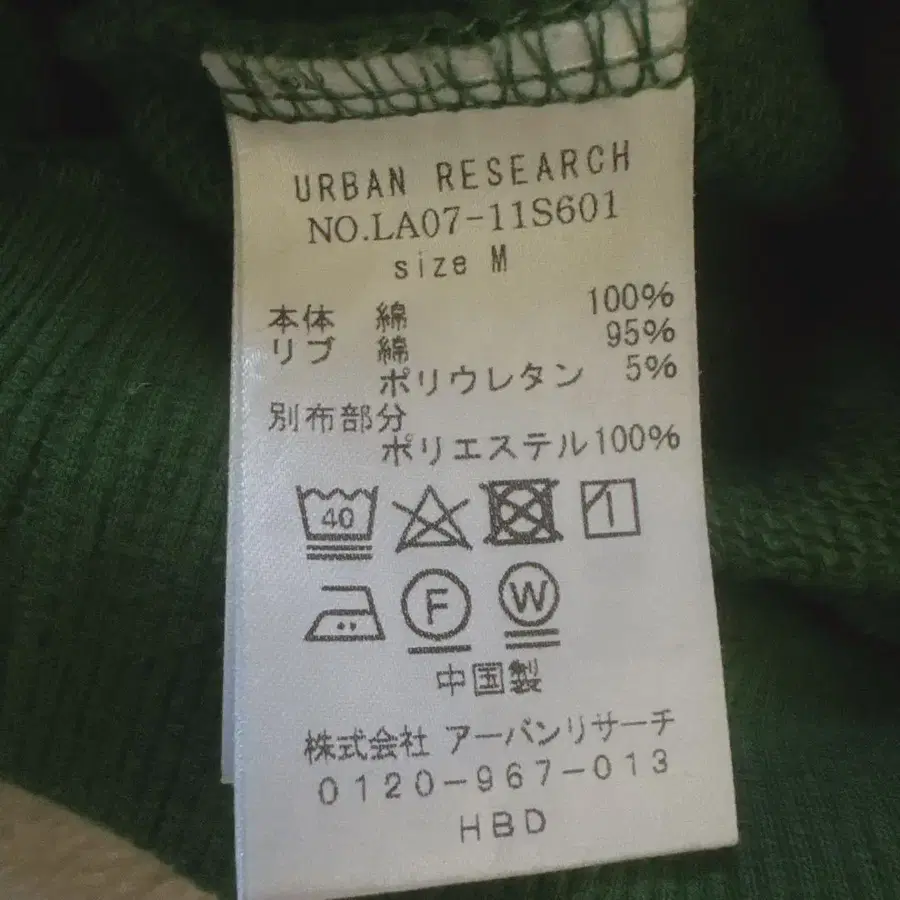 URBAN RESEARCH
NO.LA07-11S601
size M
本体 綿 100%
リブ 綿 95%
ポリウレタン 5%
別布部分
ポリエステル100%
40
F W
中国製
株式会社 アーバンリサーチ
0120-967-013
HBD